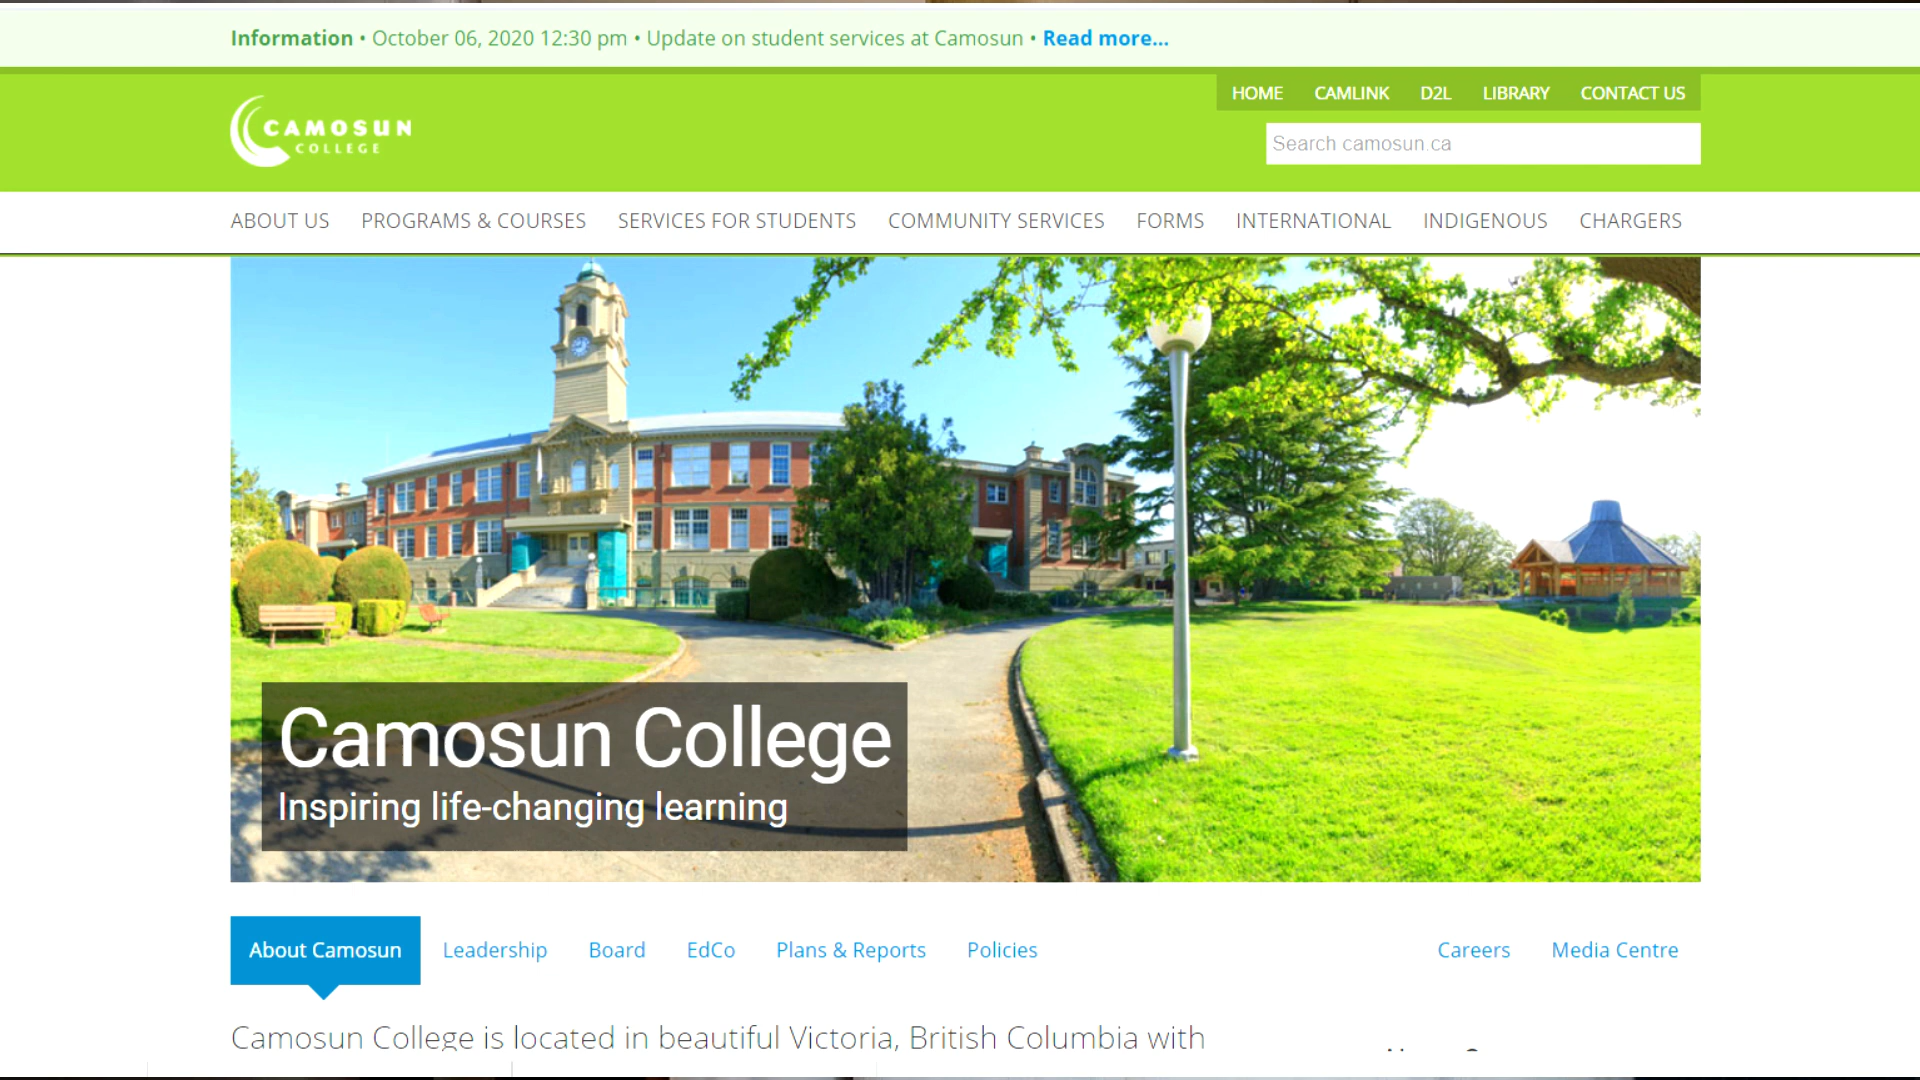 Information • October 06, 2020 12:30 pm • Update on student services at Camosun • Read more...
HOME CAMLINK D2L LIBRARY CONTACT US
CAMOSUN
COLLEGE
Search camosun.ca
ABOUT US PROGRAMS & COURSES SERVICES FOR STUDENTS COMMUNITY SERVICES FORMS INTERNATIONAL INDIGENOUS CHARGERS
Camosun College
Inspiring life-changing learning
About Camosun Leadership Board EdCo Plans & Reports Policies Careers Media Centre
Camosun College is located in beautiful Victoria, British Columbia with